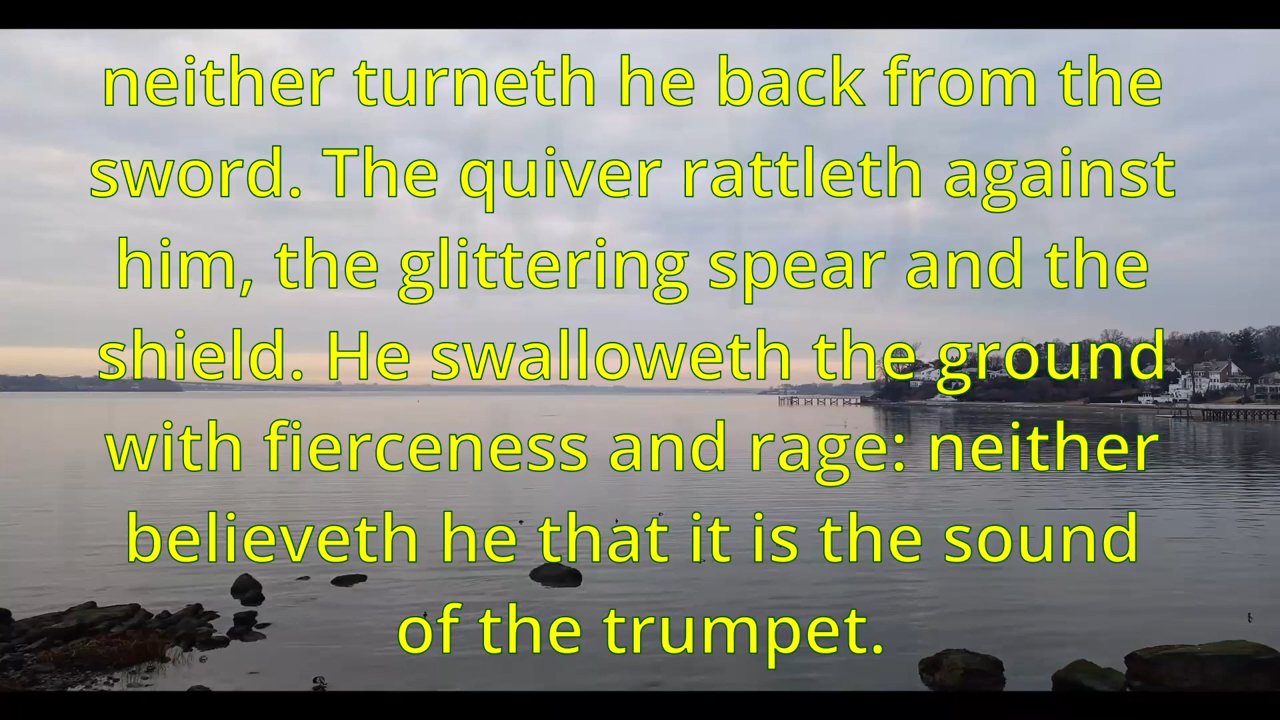 neither turneth he back from the
sword. The quiver rattleth against
him, the glittering spear and the
shield. He swalloweth the ground
with fierceness and rage: neither
believeth he that it is the sound
of the trumpet.